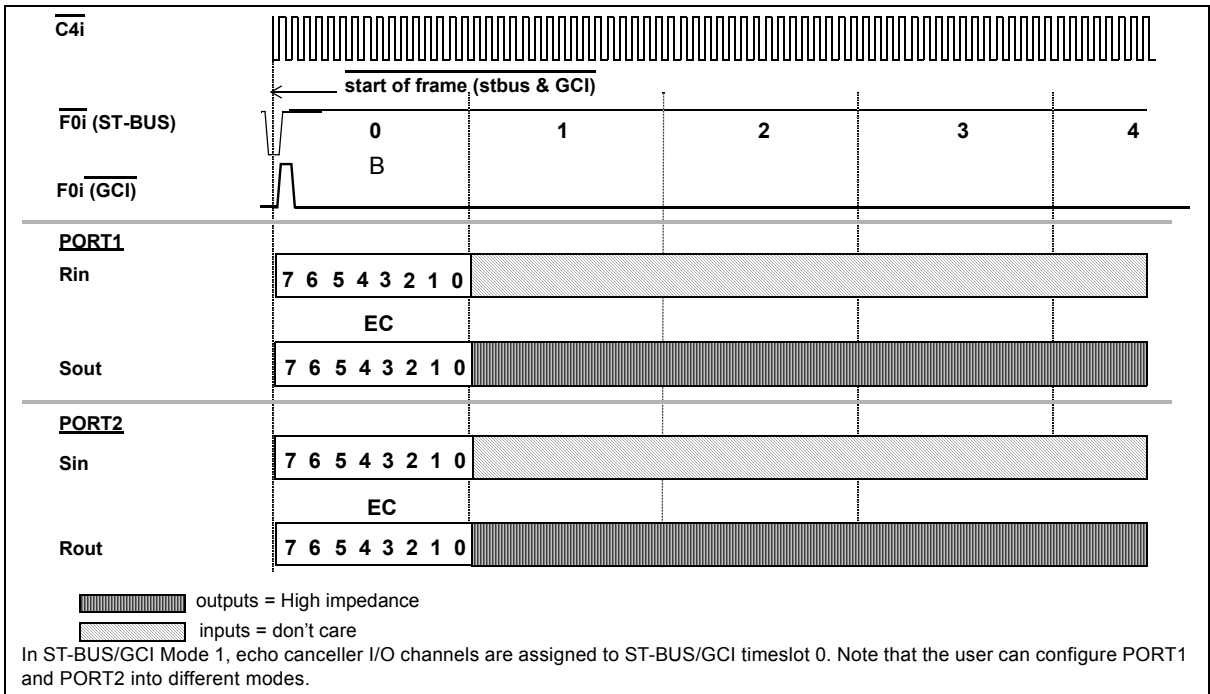 C4i
start of frame (stbus & GCI)
F0i (ST-BUS)
0 1 2 3 4
B
F0i (GCI)
PORT1
Rin
7 6 5 4 3 2 1 0
EC
Sout
7 6 5 4 3 2 1 0
PORT2
Sin
7 6 5 4 3 2 1 0
EC
Rout
7 6 5 4 3 2 1 0
outputs = High impedance
inputs = don't care
In ST-BUS/GCI Mode 1, echo canceller I/O channels are assigned to ST-BUS/GCI timeslot 0. Note that the user can configure PORT1
and PORT2 into different modes.